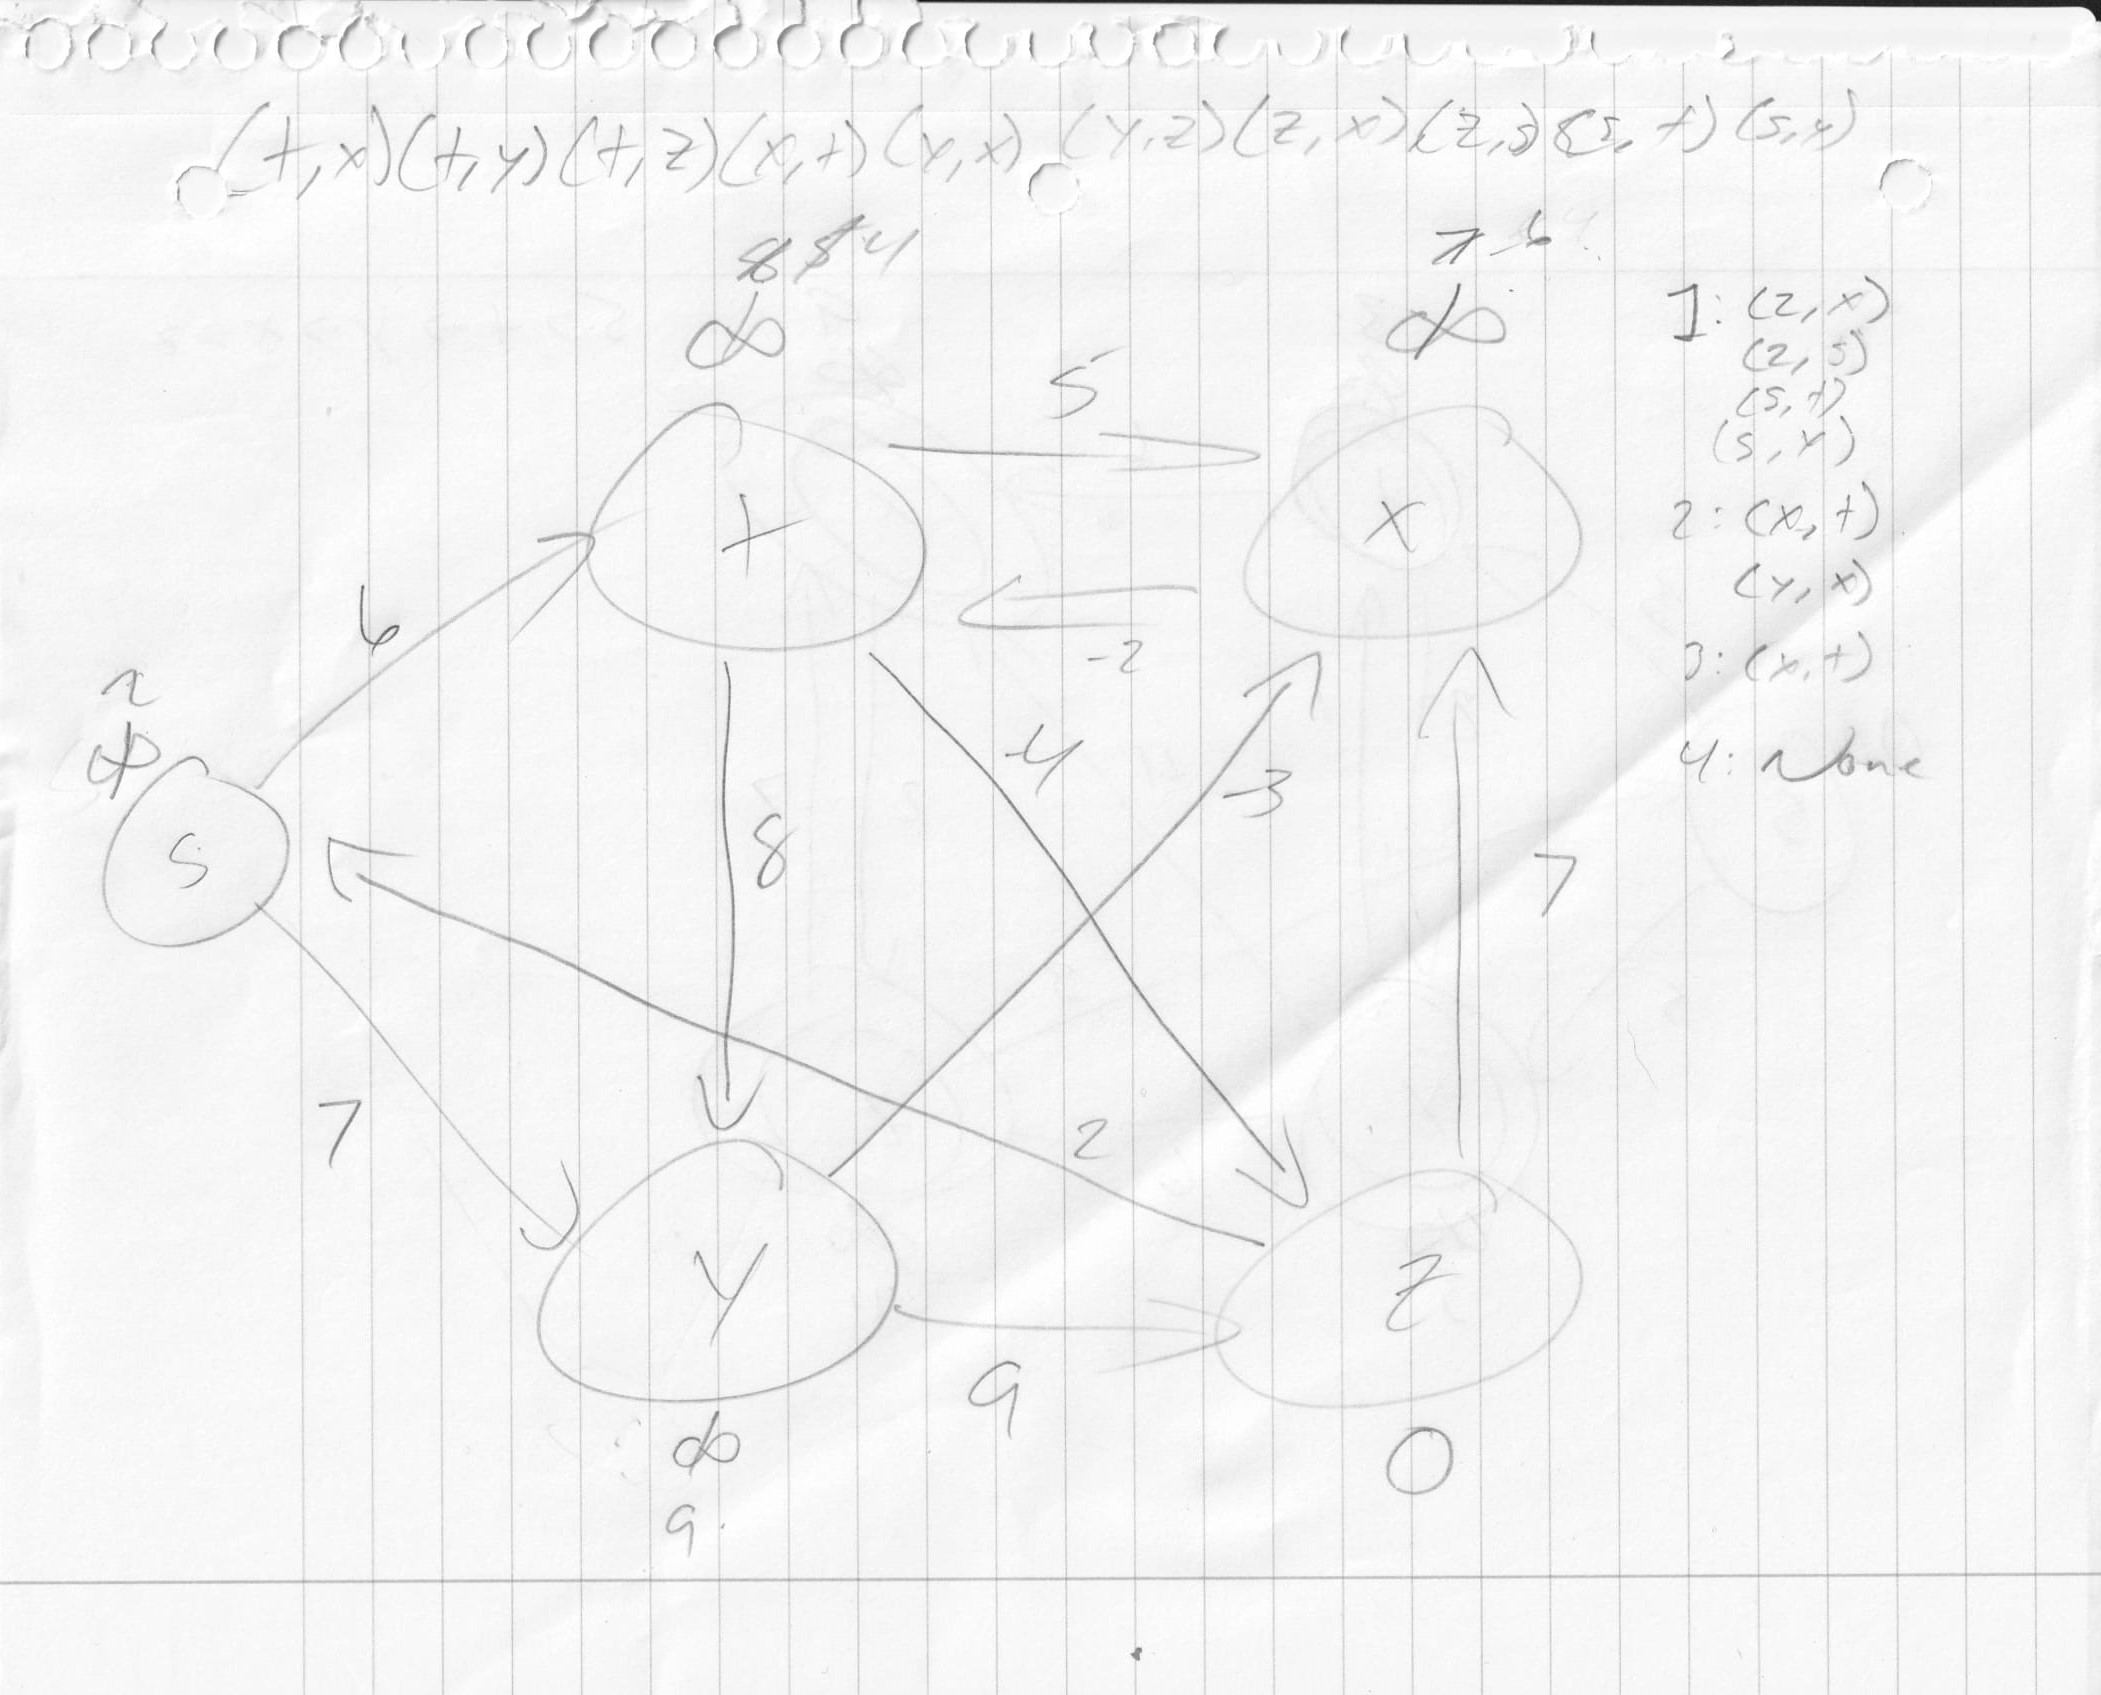 (t,x)(t,y)(t,z)(x,t)(y,x)(y,z)(z,x)(z,s)(s,t)(s,y)
8 5 4
7 6
∞
∞
1: (z,x)
(z,s)
(s,t)
(s,y)
5
t
x
2: (x,t)
(y,x)
6
-2
3: (x,t)
2
∞
-4
-3
4: None
s
8
7
7
2
y
z
9
∞
0
9